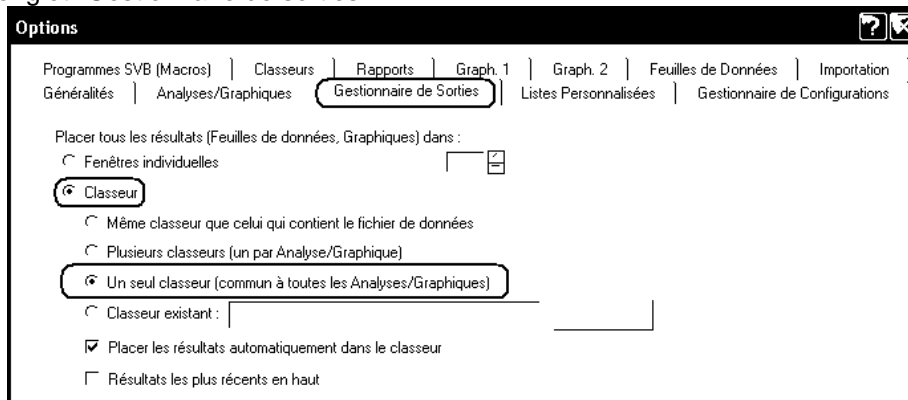 Options
Programmes SVB (Macros) Classeurs Rapports Graph. 1 Graph. 2 Feuilles de Données Importation
Généralités Analyses/Graphiques Gestionnaire de Sorties Listes Personnalisées Gestionnaire de Configurations
Placer tous les résultats (Feuilles de données, Graphiques) dans :
Fenêtres individuelles
Classeur
Même classeur que celui qui contient le fichier de données
Plusieurs classeurs (un par Analyse/Graphique)
Un seul classeur (commun à toutes les Analyses/Graphiques)
Classeur existant :
Placer les résultats automatiquement dans le classeur
Résultats les plus récents en haut